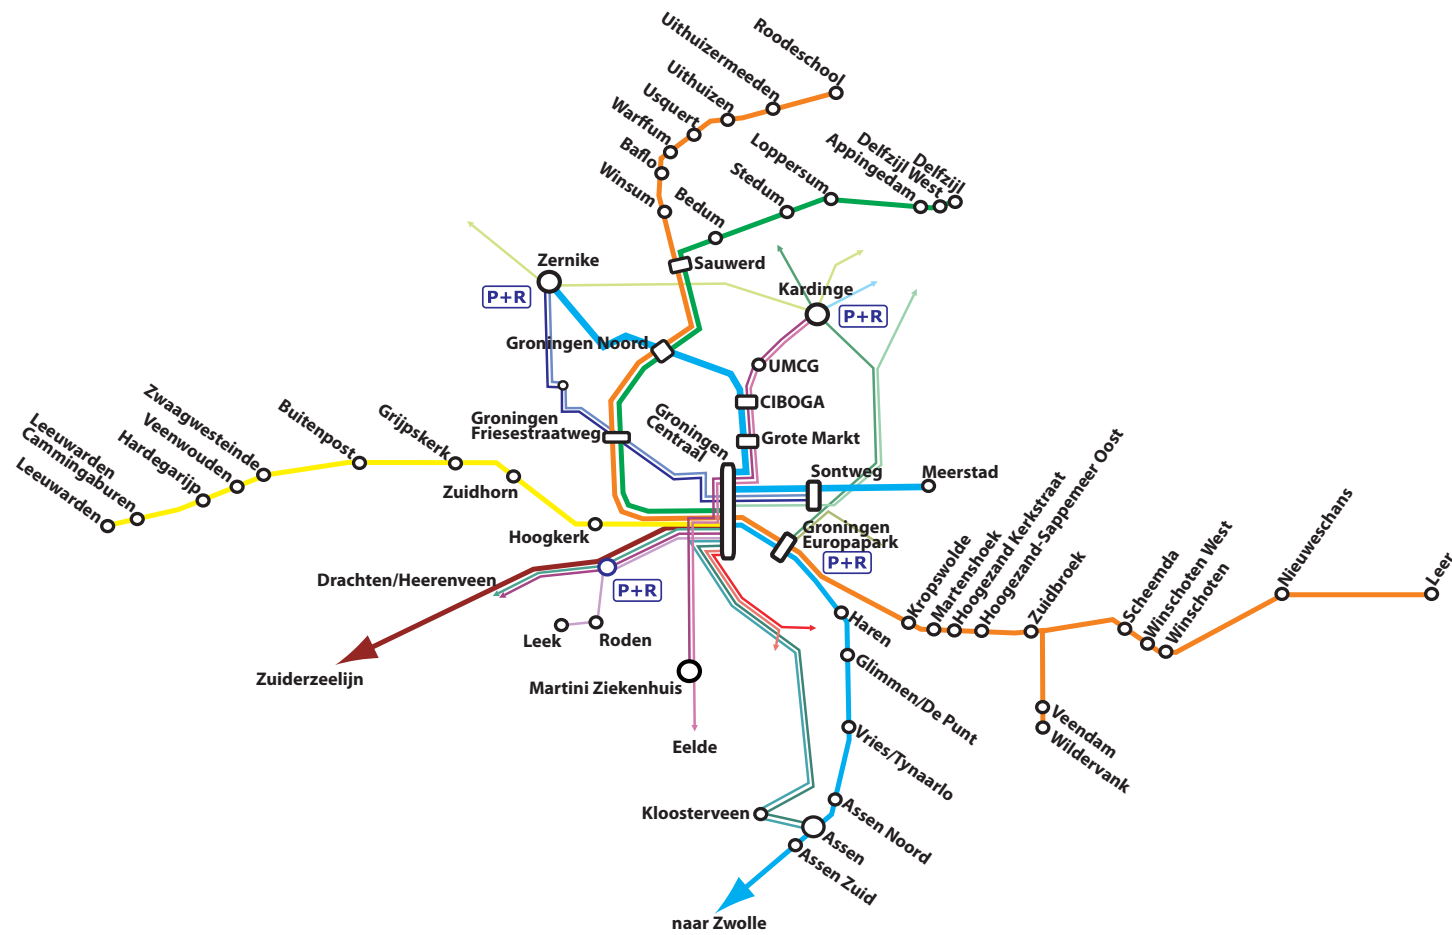 Roodeschool
Uithuizermeeden
Uithuizen
Usquert
Warffum
Baflo
Winsum
Delfzijl
Delfzijl West
Appingedam
Loppersum
Stedum
Bedum
Sauwerd
Zernike
P+R
Kardinge
P+R
Groningen Noord
UMCG
CIBOGA
Grote Markt
Groningen
Centraal
Groningen
Friesestraatweg
Sontweg
Meerstad
Groningen
Europapark
P+R
Leeuwarden
Leeuwarden
Cammingaburen
Hardegarijp
Veenwouden
Zwaagwesteinde
Buitenpost
Grijpskerk
Zuidhorn
Hoogkerk
Drachten/Heerenveen
P+R
Leek
Roden
Zuiderzeelijn
Martini Ziekenhuis
Eelde
Kropswolde
Martenshoek
Hoogezand Kerkstraat
Hoogezand-Sappemeer Oost
Zuidbroek
Scheemda
Winschoten West
Winschoten
Nieuweschans
Leer
Veendam
Wildervank
Haren
Glimmen/De Punt
Vries/Tynaarlo
Assen Noord
Kloosterveen
Assen
Assen Zuid
naar Zwolle